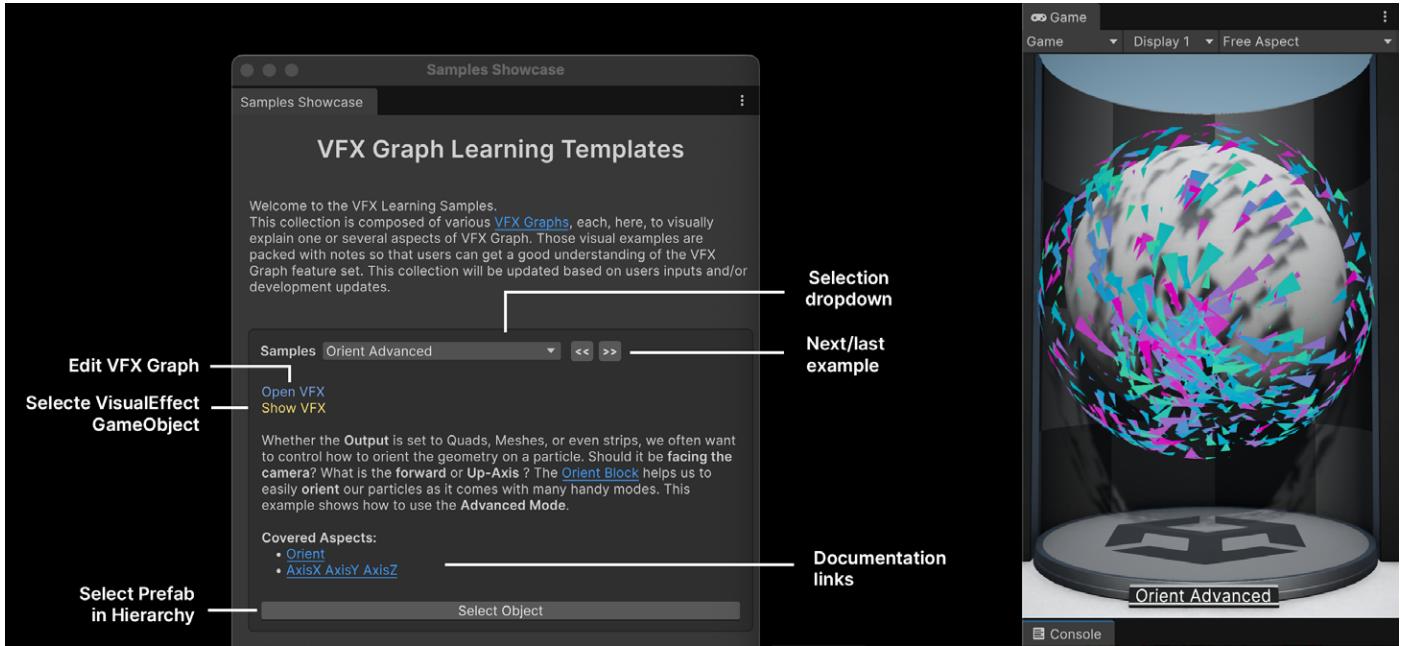 Samples Showcase
Samples Showcase
VFX Graph Learning Templates
Welcome to the VFX Learning Samples.
This collection is composed of various VFX Graphs, each, here, to visually
explain one or several aspects of VFX Graph. Those visual examples are
packed with notes so that users can get a good understanding of the VFX
Graph feature set. This collection will be updated based on users inputs and/or
development updates.
Selection
dropdown
Samples Orient Advanced << >>
Next/last
example
Edit VFX Graph
Open VFX
Selecte VisualEffect
GameObject
Show VFX
Whether the Output is set to Quads, Meshes, or even strips, we often want
to control how to orient the geometry on a particle. Should it be facing the
camera? What is the forward or Up-Axis ? The Orient Block helps us to
easily orient our particles as it comes with many handy modes. This
example shows how to use the Advanced Mode.
Covered Aspects:
• Orient
• AxisX AxisY AxisZ
Documentation
links
Select Prefab
in Hierarchy
Select Object
Game
Game Display 1 Free Aspect
Orient Advanced
Console